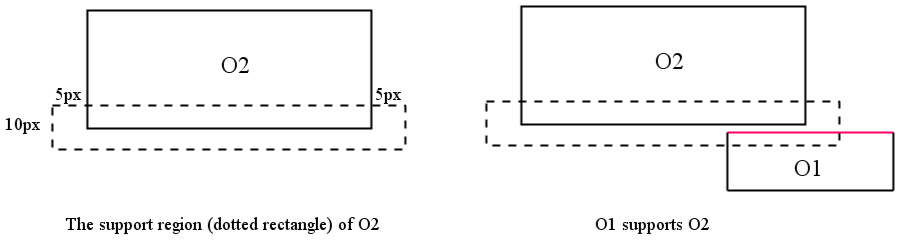 O2
O2
5px
5px
10px
O1
The support region (dotted rectangle) of O2
O1 supports O2